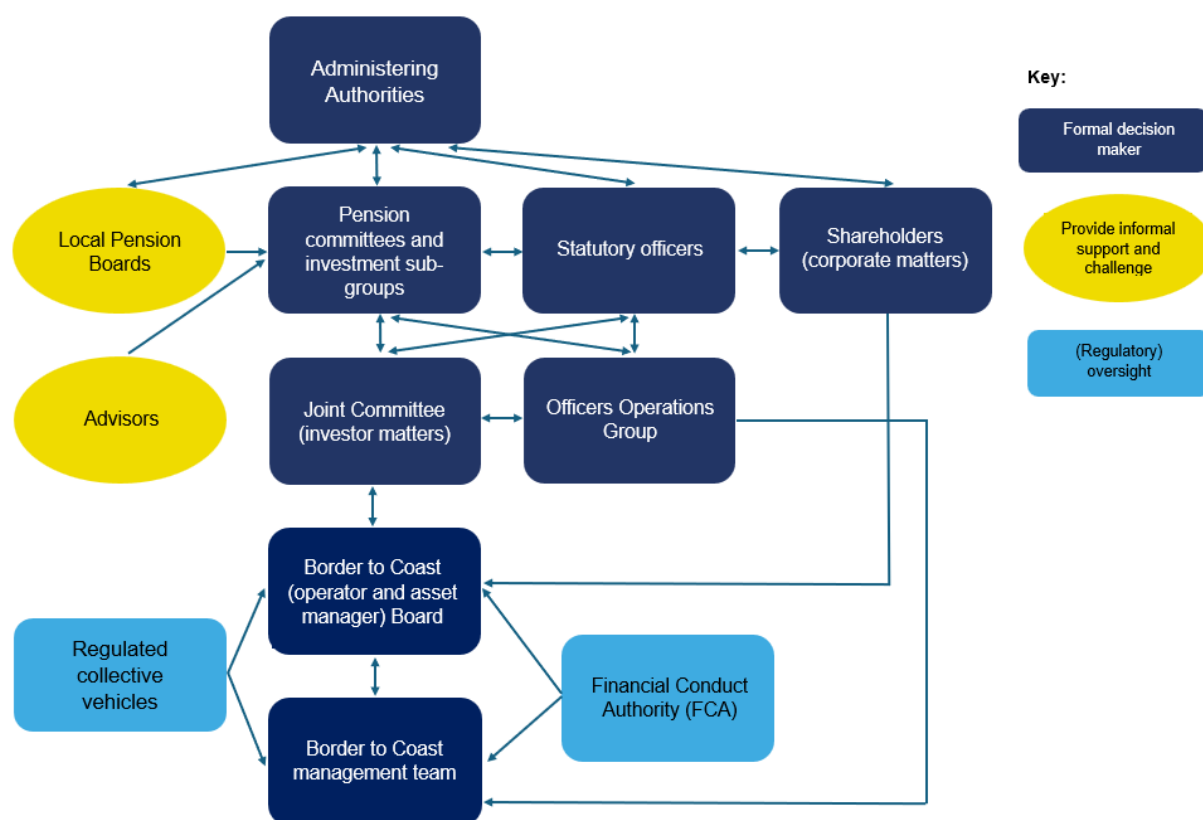 Administering
Authorities
Key:
Formal decision
maker
Local Pension
Boards
Pension
committees and
investment sub-
groups
Statutory officers
Shareholders
(corporate matters)
Provide informal
support and
challenge
(Regulatory)
oversight
Advisors
Joint Committee
(investor matters)
Officers Operations
Group
Border to Coast
(operator and asset
manager) Board
Regulated
collective
vehicles
Financial Conduct
Authority (FCA)
Border to Coast
management team